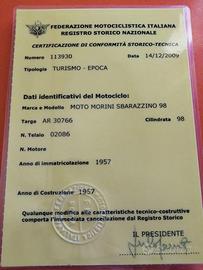 FEDERAZIONE MOTOCICLISTICA ITALIANA
REGISTRO STORICO NAZIONALE
CERTIFICAZIONE DI CONFORMITÀ STORICO-TECNICA
Numero 113930 Data 14/12/2009
Tipologia TURISMO - EPOCA
Dati identificativi del Motociclo:
Marca e Modello MOTO MORINI SBARAZZINO 98
Targa AR 30766 Cilindrata 98
N. Telaio 02086
N. Motore
Anno di immatricolazione 1957
Anno di Costruzione 1957
Qualunque modifica alle caratteristiche tecnico-costruttive
comporta l'immediata cancellazione dal Registro Storico
IL PRESIDENTE